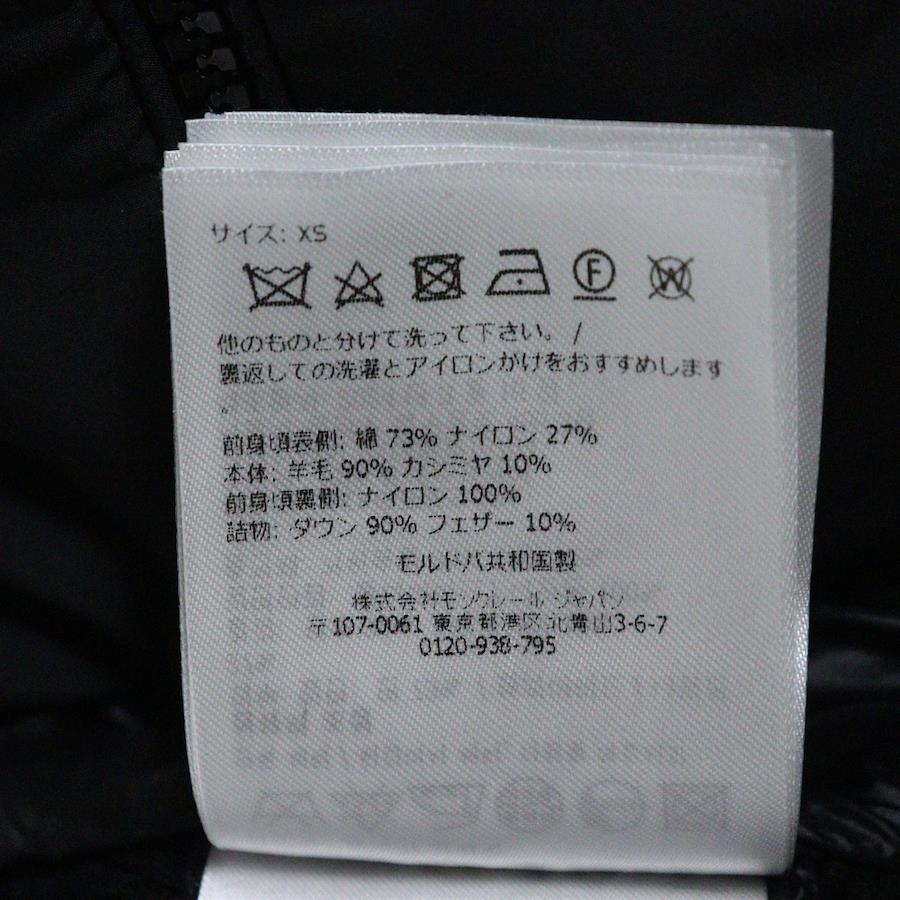 サイズ: XS
F
W
他のものと分けて洗って下さい。 /
裏返しての洗濯とアイロンかけをおすすめします
。
前身頃表側: 綿 73% ナイロン 27%
本体: 羊毛 90% カシミヤ 10%
前身頃裏側: ナイロン 100%
詰物: ダウン 90% フェザー 10%
モルドバ共和国製
株式会社モンクレール ジャパン
〒107-0061 東京都港区北青山3-6-7
0120-938-795